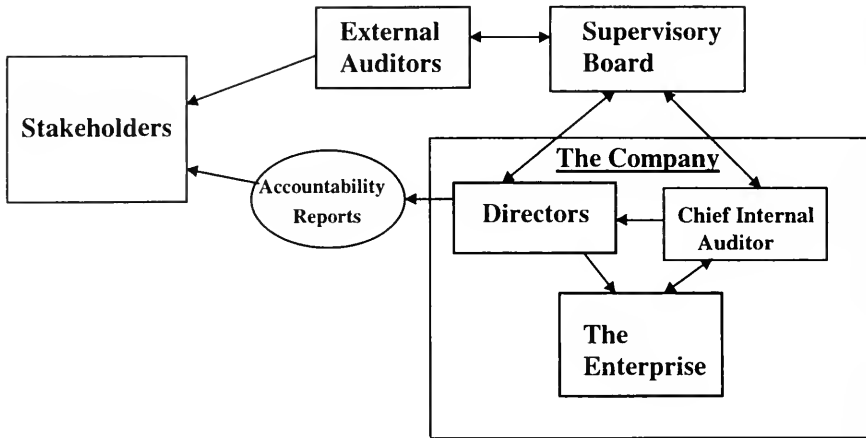 External
Auditors
Supervisory
Board
Stakeholders
The Company
Accountability
Reports
Directors
Chief Internal
Auditor
The
Enterprise